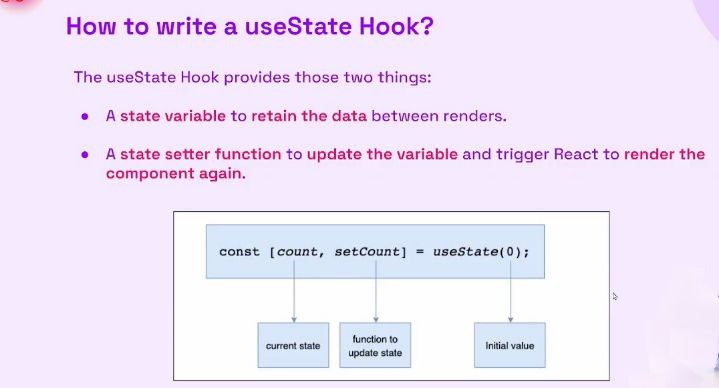 How to write a useState Hook?
The useState Hook provides those two things:
● A state variable to retain the data between renders.
● A state setter function to update the variable and trigger React to render the
component again.
const [count, setCount] = useState(0);
current state
function to
update state
Initial value